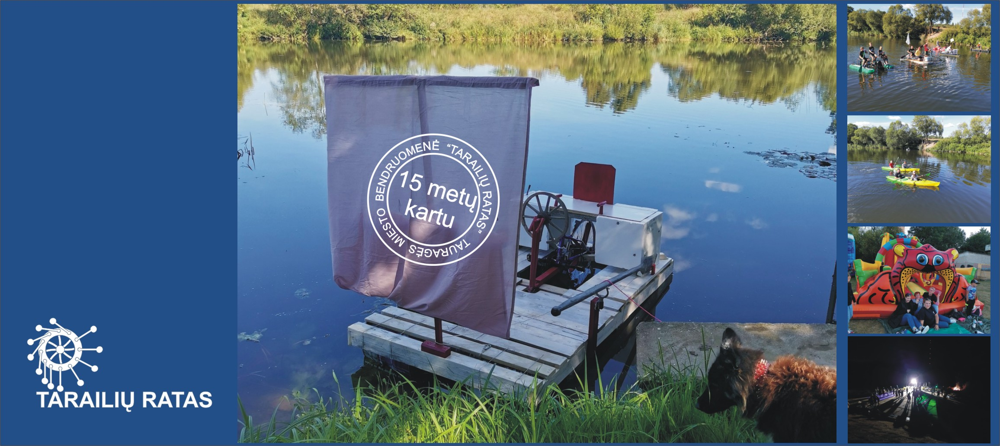 TAURAGĖS MIESTO BENDRUOMENĖ “TARAILIŲ RATAS”
15 metų
kartu
TARAILIŲ RATAS